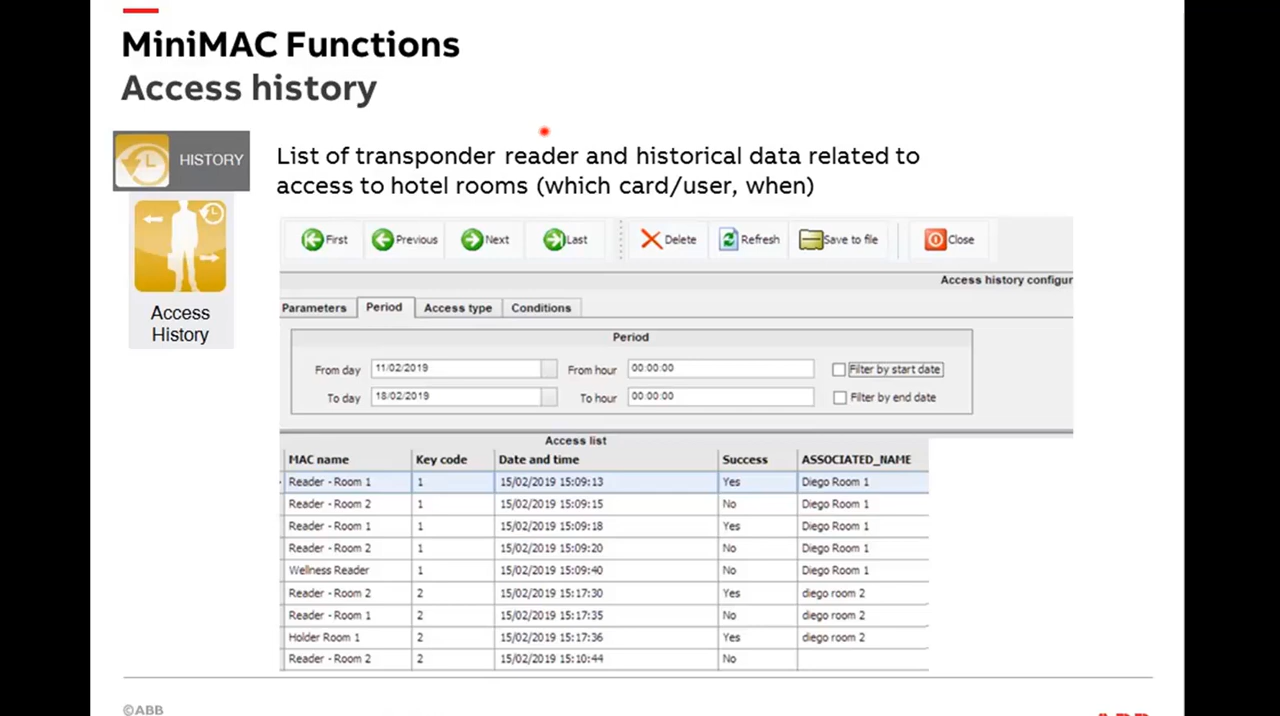 MiniMAC Functions
Access history
HISTORY
Access
History
List of transponder reader and historical data related to
access to hotel rooms (which card/user, when)
First Previous Next Last Delete Refresh Save to file Close
Access history configur
Parameters Period Access type Conditions
Period
From day 11/02/2019 From hour 00:00:00 Filter by start date
To day 18/02/2019 To hour 00:00:00 Filter by end date
Access list
MAC name Key code Date and time Success ASSOCIATED_NAME
Reader - Room 1 1 15/02/2019 15:09:13 Yes Diego Room 1
Reader - Room 2 1 15/02/2019 15:09:15 No Diego Room 1
Reader - Room 1 1 15/02/2019 15:09:18 Yes Diego Room 1
Reader - Room 2 1 15/02/2019 15:09:20 No Diego Room 1
Wellness Reader 1 15/02/2019 15:09:40 No Diego Room 1
Reader - Room 2 2 15/02/2019 15:17:30 Yes diego room 2
Reader - Room 1 2 15/02/2019 15:17:35 No diego room 2
Holder Room 1 2 15/02/2019 15:17:36 Yes diego room 2
Reader - Room 2 2 15/02/2019 15:10:44 No
©ABB
ABB